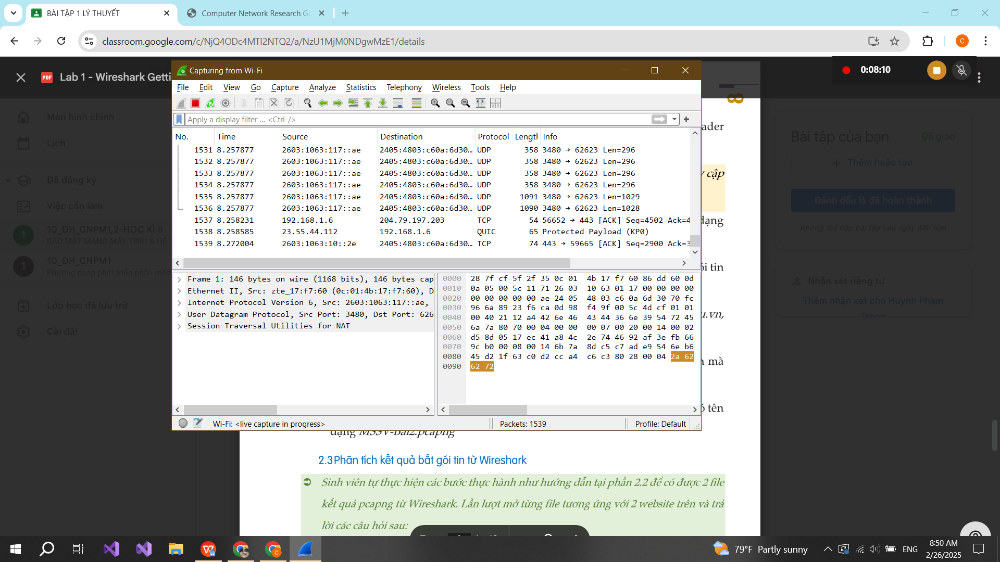 BÀI TẬP 1 LÝ THUYẾT
Computer Network Research G
classroom.google.com/c/NjQ4ODc4MTI2NTQ2/a/NzU1MjM0NDgwMzE1/details
C
PDF
Lab 1 - Wireshark Getti
0:08:10
Màn hình chính
Lịch
Đã đăng ký
Việc cần làm
1
10_ĐH_CNPM1,2-HỌC KÌ II
BẢO MẬT MẠNG MÁY TÍNH & HỆ
1
10_ĐH_CNPM1
Phương pháp phát triển phần mềm
Lớp học đã lưu trữ
Cài đặt
Capturing from Wi-Fi
File Edit View Go Capture Analyze Statistics Telephony Wireless Tools Help
Apply a display filter ... <Ctrl-/>
No. Time Source Destination Protocol Length Info
1531 8.257877 2603:1063:117::ae 2405:4803:c60a:6d30… UDP 358 3480 → 62623 Len=296
1532 8.257877 2603:1063:117::ae 2405:4803:c60a:6d30… UDP 358 3480 → 62623 Len=296
1533 8.257877 2603:1063:117::ae 2405:4803:c60a:6d30… UDP 358 3480 → 62623 Len=296
1534 8.257877 2603:1063:117::ae 2405:4803:c60a:6d30… UDP 358 3480 → 62623 Len=296
1535 8.257877 2603:1063:117::ae 2405:4803:c60a:6d30… UDP 1091 3480 → 62623 Len=1029
1536 8.257877 2603:1063:117::ae 2405:4803:c60a:6d30… UDP 1090 3480 → 62623 Len=1028
1537 8.258231 192.168.1.6 204.79.197.203 TCP 54 56652 → 443 [ACK] Seq=4502 Ack=4
1538 8.258585 23.55.44.112 192.168.1.6 QUIC 65 Protected Payload (KP0)
1539 8.272004 2603:1063:10::2e 2405:4803:c60a:6d30… TCP 74 443 → 59665 [ACK] Seq=2900 Ack=3
Frame 1: 146 bytes on wire (1168 bits), 146 bytes cap
Ethernet II, Src: zte_17:f7:60 (0c:01:4b:17:f7:60), D
Internet Protocol Version 6, Src: 2603:1063:117::ae,
User Datagram Protocol, Src Port: 3480, Dst Port: 626
Session Traversal Utilities for NAT
0000 28 7f cf 5f 2f 35 0c 01 4b 17 f7 60 86 dd 60 0d
0010 0a 05 00 5c 11 71 26 03 10 63 01 17 00 00 00 00
0020 00 00 00 00 00 ae 24 05 48 03 c6 0a 6d 30 70 fc
0030 96 6a 89 23 f6 ca 0d 98 f4 9f 00 5c 4d cf 01 01
0040 00 40 21 12 a4 42 6e 46 43 44 36 6e 39 54 72 45
0050 6a 7a 80 70 00 04 00 00 00 07 00 20 00 14 00 02
0060 d5 8d 05 17 ec 41 a8 4c 2e 74 46 92 af 3e fb 66
0070 9c b0 00 08 00 14 6b 7a 8d c5 c7 ad e9 54 6e b6
0080 45 d2 1f 63 c0 d2 cc a4 c6 c3 80 28 00 04 2a 62
0090 62 72
Wi-Fi: <live capture in progress> Packets: 1539 Profile: Default
8
ader
cập
dạng
ói tin
u.vn,
mà
ó tên
dạng MSSV-bai2.pcapng
2.3 Phân tích kết quả bắt gói tin từ Wireshark
Sinh viên tự thực hiện các bước thực hành như hướng dẫn tại phần 2.2 để có được 2 file
kết quả pcapng từ Wireshark. Lần lượt mở từng file tương ứng với 2 website trên và trả
lời các câu hỏi sau:
Bài tập của bạn Đã giao
+ Thêm hoặc tạo
Đánh dấu là đã hoàn thành
Không thể nộp bài tập sau ngày đến hạn
Nhận xét riêng tư
Thêm nhận xét cho Huynh Phạm
Trọng
79°F Partly sunny
ENG
8:50 AM
2/26/2025